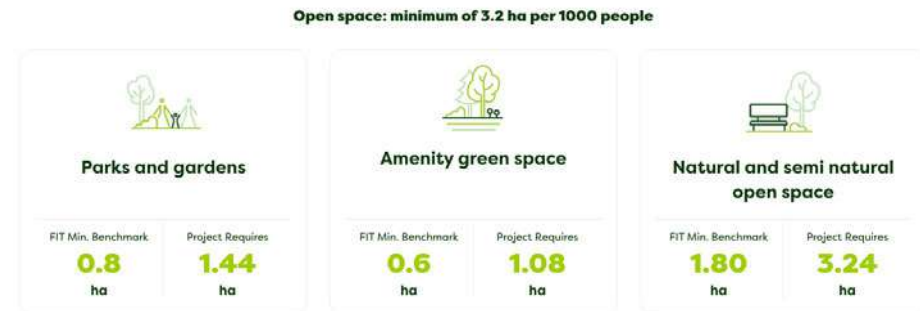 Open space: minimum of 3.2 ha per 1000 people
Parks and gardens
FIT Min. Benchmark
0.8
ha
Project Requires
1.44
ha
Amenity green space
FIT Min. Benchmark
0.6
ha
Project Requires
1.08
ha
Natural and semi natural
open space
FIT Min. Benchmark
1.80
ha
Project Requires
3.24
ha